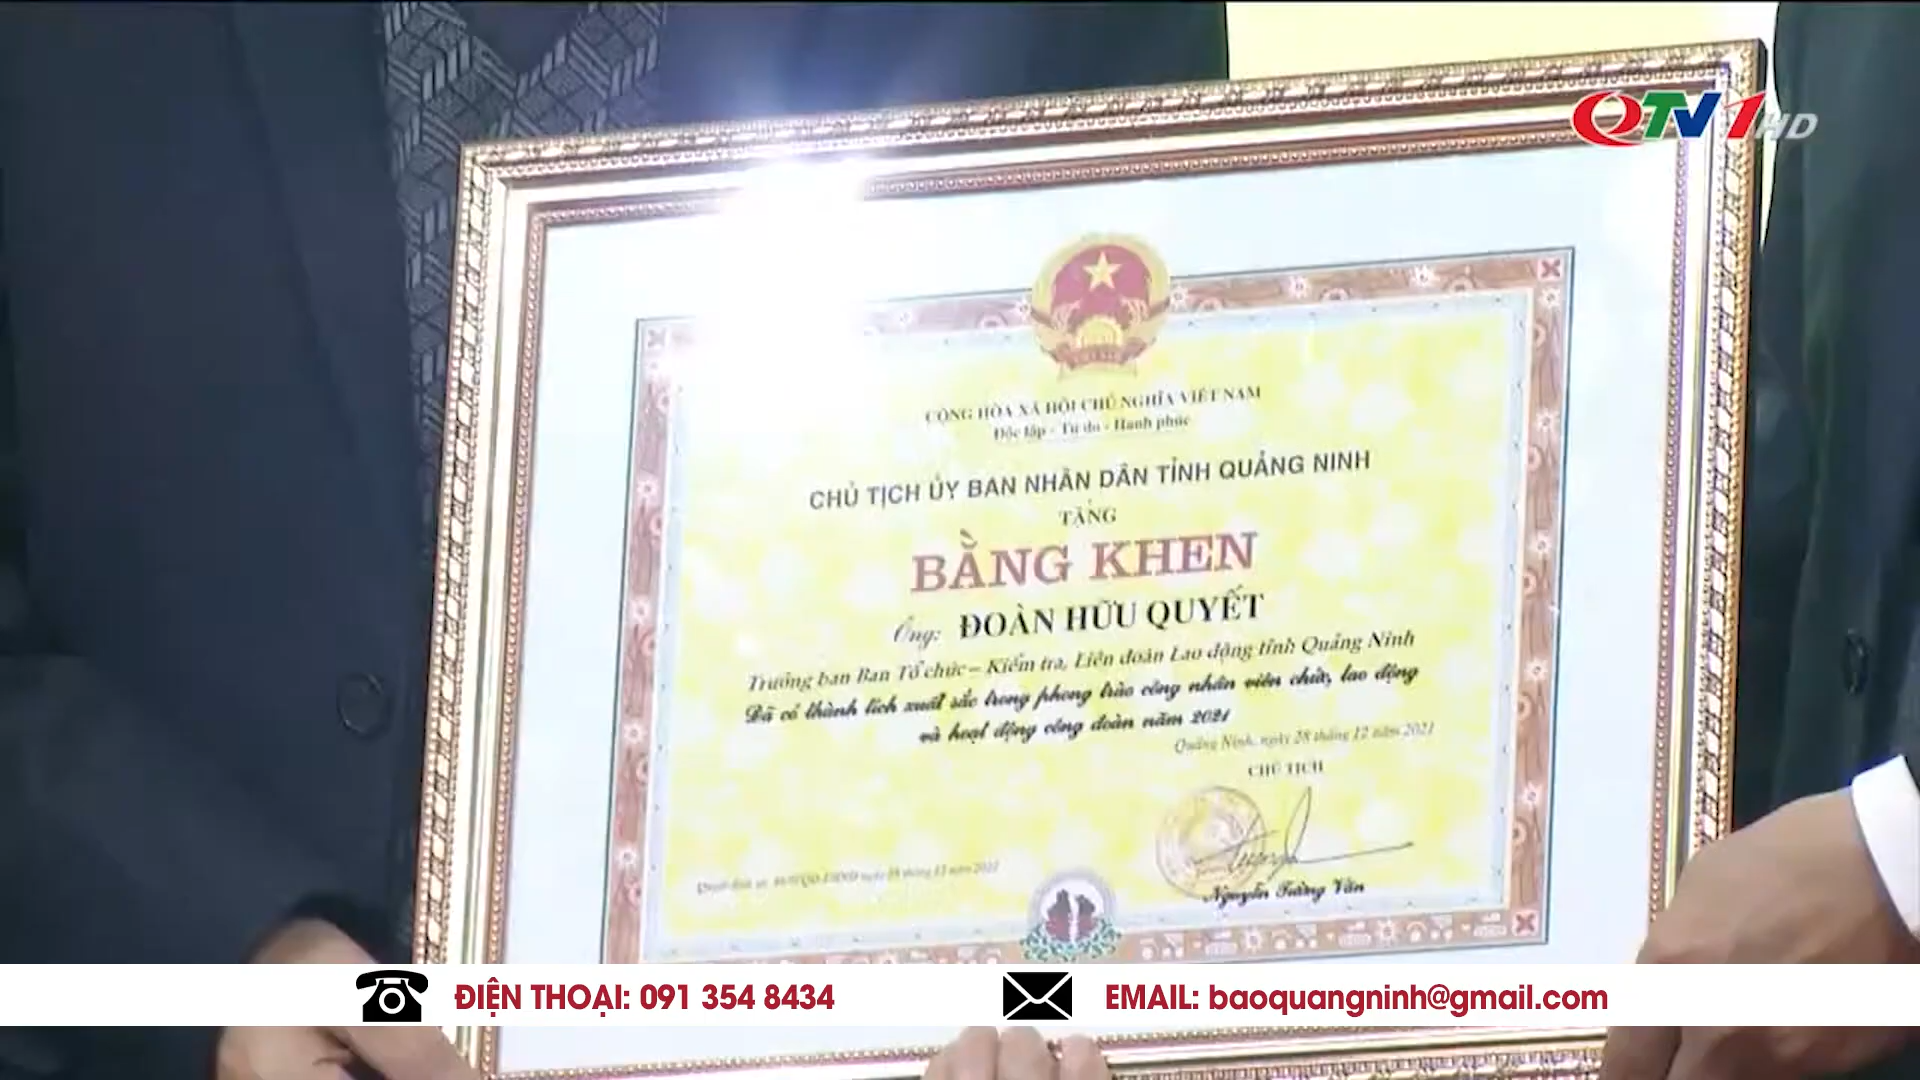 QTV1HD
CỘNG HÒA XÃ HỘI CHỦ NGHĨA VIỆT NAM
Độc lập - Tự do - Hạnh phúc
CHỦ TỊCH ỦY BAN NHÂN DÂN TỈNH QUẢNG NINH
TẶNG
BẰNG KHEN
Ông: ĐOÀN HỮU QUYẾT
Trưởng ban Ban Tổ chức – Kiểm tra, Liên đoàn Lao động tỉnh Quảng Ninh
Đã có thành tích xuất sắc trong phong trào công nhân viên chức, lao động
và hoạt động công đoàn năm 2021
Quảng Ninh, ngày 28 tháng 12 năm 2021
CHỦ TỊCH
Nguyễn Tường Văn
ĐIỆN THOẠI: 091 354 8434
EMAIL: baoquangninh@gmail.com